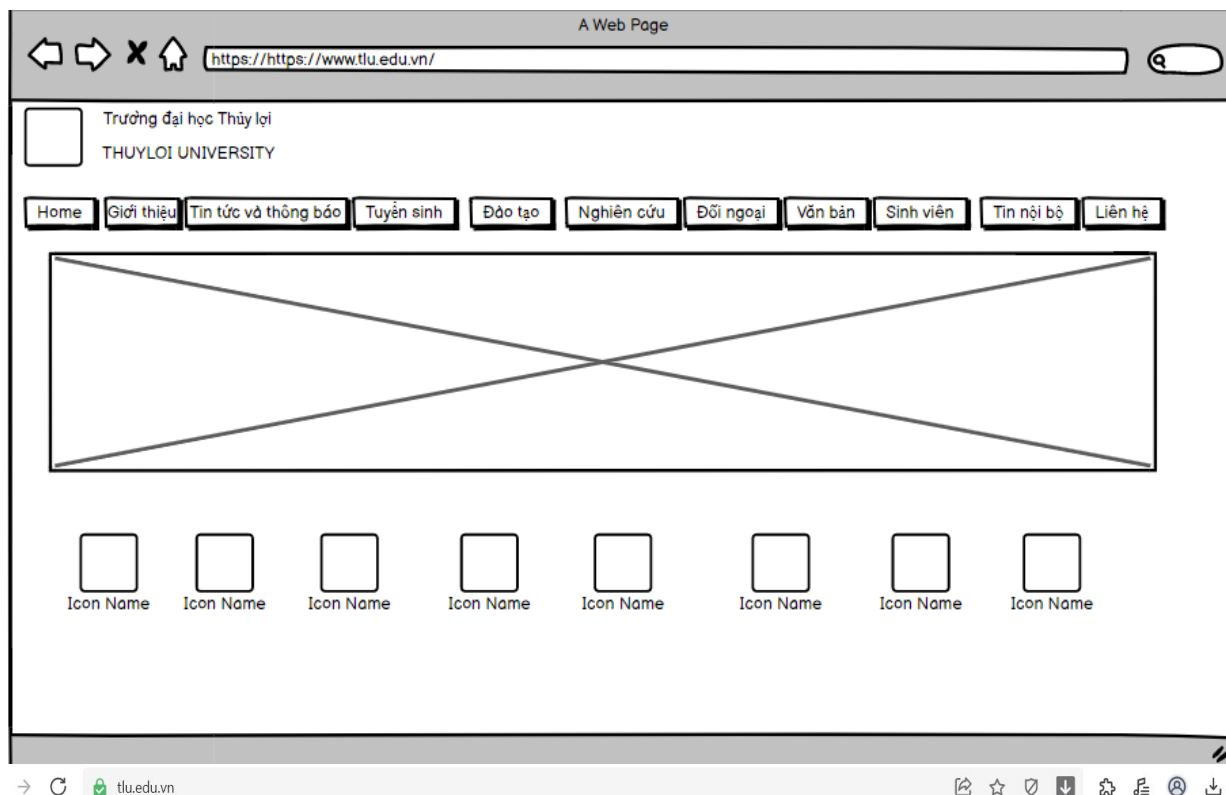 A Web Page
https://https://www.tlu.edu.vn/
Trường đại học Thủy lợi
THUYLOI UNIVERSITY
Home Giới thiệu Tin tức và thông báo Tuyển sinh Đào tạo Nghiên cứu Đối ngoại Văn bản Sinh viên Tin nội bộ Liên hệ
Icon Name Icon Name Icon Name Icon Name Icon Name Icon Name Icon Name Icon Name
tlu.edu.vn